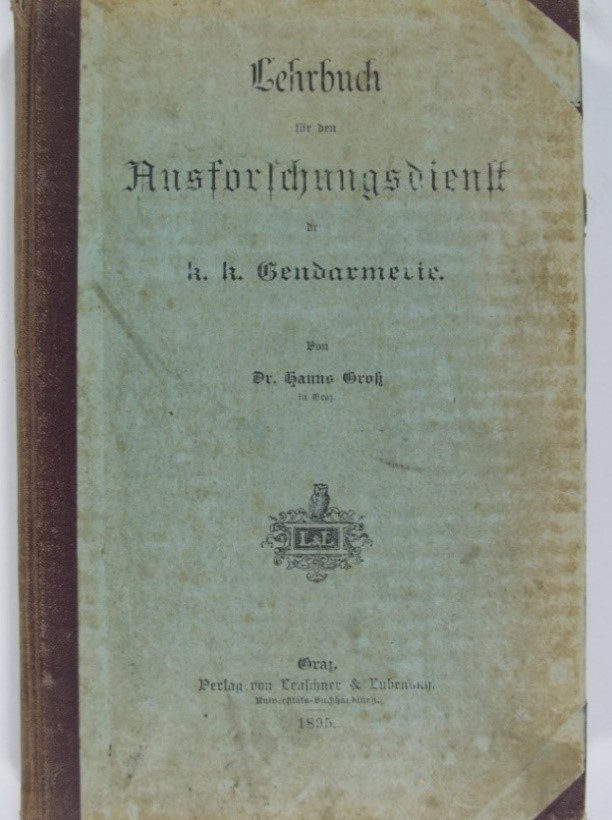 Lehrbuch
für den
Ausforschungsdienst
der
k. k. Gendarmerie.
Von
Dr. Hanns Groß
in Graz.
L&L
Graz.
Verlag von Leuschner & Lubensky.
Universitäts-Buchhandlung.
1895.